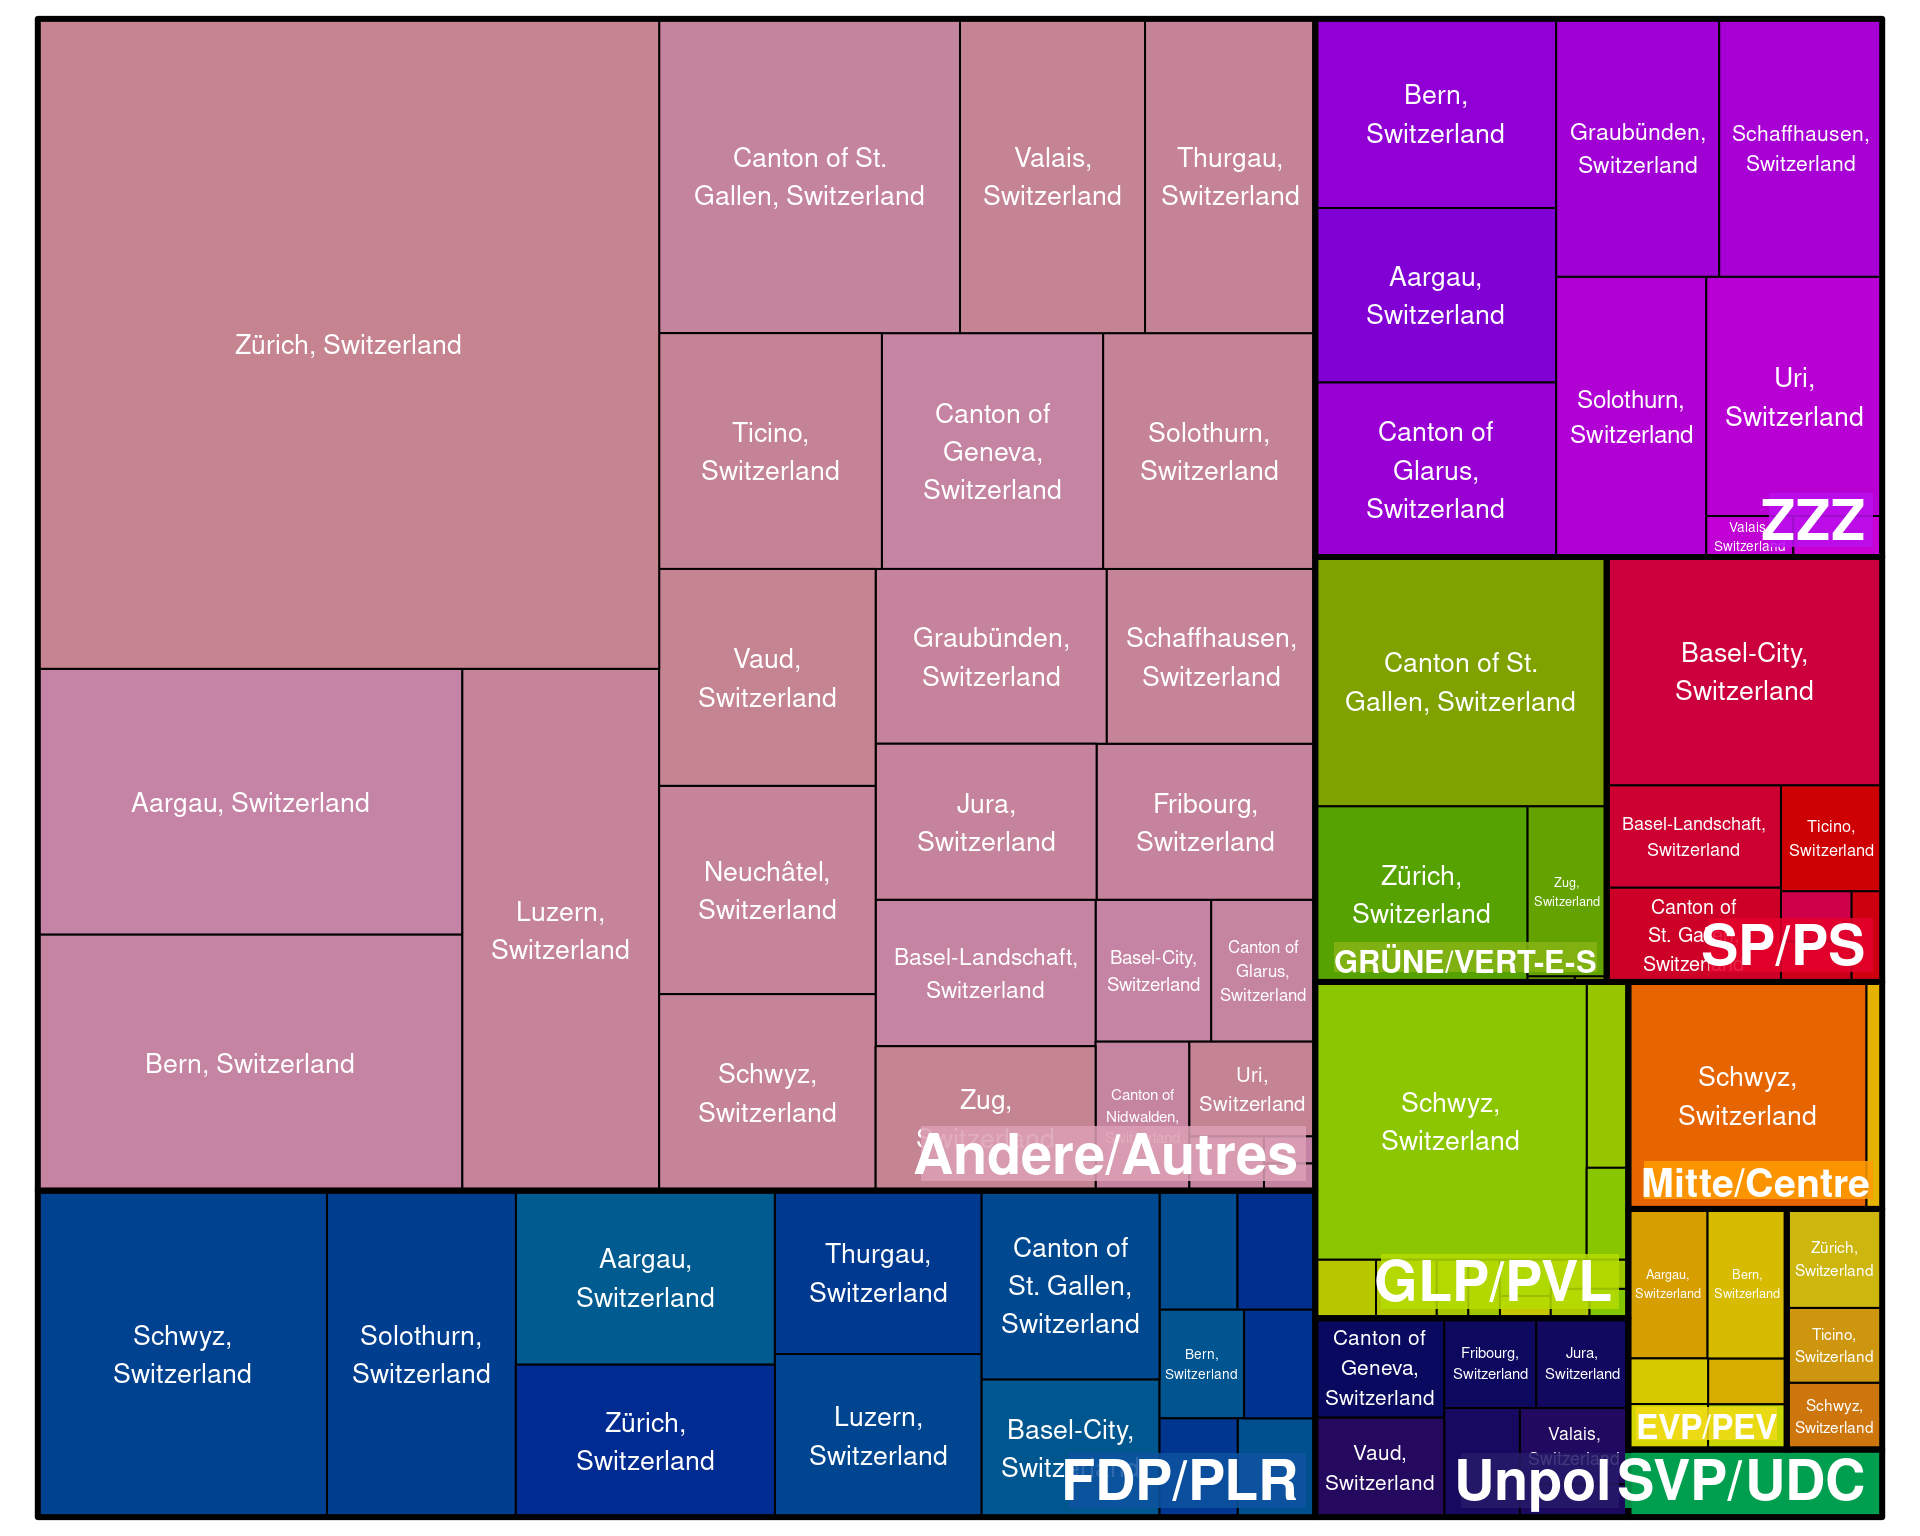 Zürich, Switzerland
Canton of St.
Gallen, Switzerland
Valais,
Switzerland
Thurgau,
Switzerland
Ticino,
Switzerland
Canton of
Geneva,
Switzerland
Solothurn,
Switzerland
Vaud,
Switzerland
Graubünden,
Switzerland
Schaffhausen,
Switzerland
Aargau, Switzerland
Luzern,
Switzerland
Bern, Switzerland
Neuchâtel,
Switzerland
Jura,
Switzerland
Fribourg,
Switzerland
Schwyz,
Switzerland
Basel-Landschaft,
Switzerland
Basel-City,
Switzerland
Canton of
Glarus,
Switzerland
Zug,
Switzerland
Canton of
Nidwalden,
Switzerland
Uri,
Switzerland
Andere/Autres
Schwyz,
Switzerland
Solothurn,
Switzerland
Aargau,
Switzerland
Zürich,
Switzerland
Thurgau,
Switzerland
Luzern,
Switzerland
Canton of
St. Gallen,
Switzerland
Basel-City,
Switzerland
Bern,
Switzerland
FDP/PLR
Bern,
Switzerland
Aargau,
Switzerland
Canton of
Glarus,
Switzerland
Graubünden,
Switzerland
Schaffhausen,
Switzerland
Solothurn,
Switzerland
Uri,
Switzerland
Valais,
Switzerland
ZZZ
Canton of St.
Gallen, Switzerland
Zürich,
Switzerland
Zug,
Switzerland
GRÜNE/VERT-E-S
Basel-City,
Switzerland
Basel-Landschaft,
Switzerland
Ticino,
Switzerland
Canton of
St. Gallen,
Switzerland
SP/PS
Schwyz,
Switzerland
GLP/PVL
Schwyz,
Switzerland
Mitte/Centre
Aargau,
Switzerland
Bern,
Switzerland
EVP/PEV
Zürich,
Switzerland
Ticino,
Switzerland
Schwyz,
Switzerland
Canton of
Geneva,
Switzerland
Fribourg,
Switzerland
Jura,
Switzerland
Vaud,
Switzerland
Valais,
Switzerland
Unpol
SVP/UDC